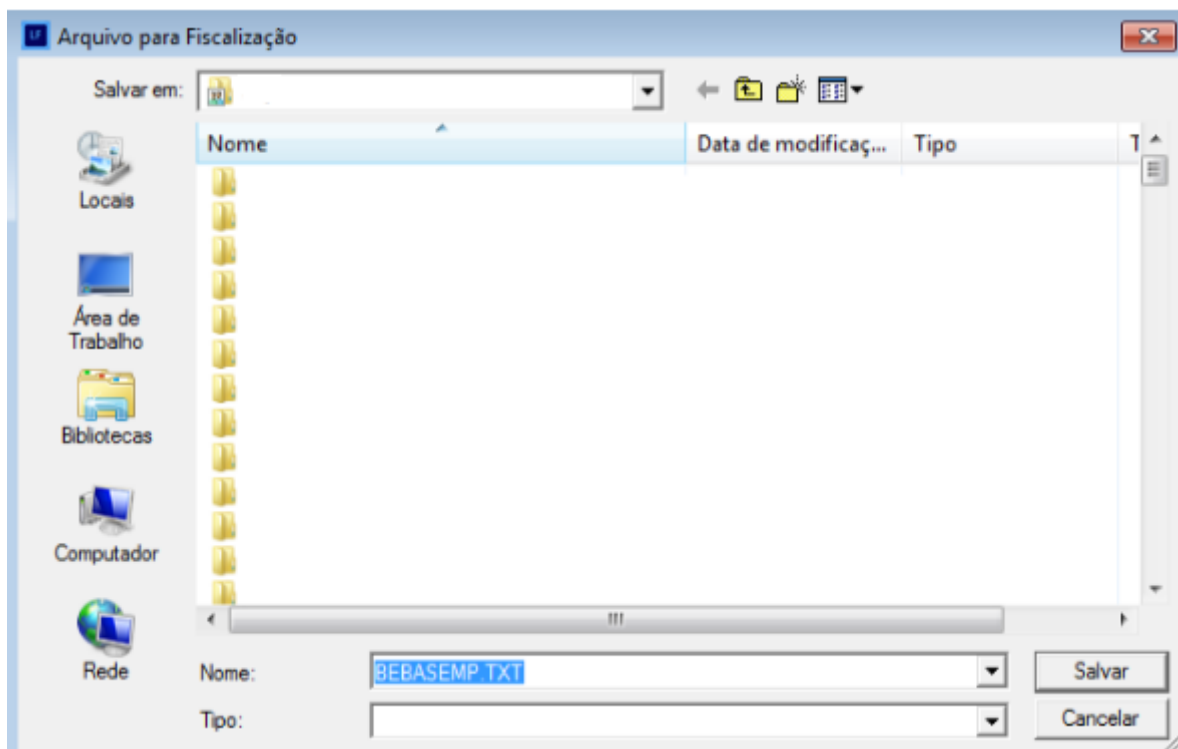 LF Arquivo para Fiscalização
Salvar em:
Nome Data de modificaç... Tipo T
Locais
Área de
Trabalho
Bibliotecas
Computador
Rede
Nome: BEBASEMP.TXT Salvar
Tipo: Cancelar